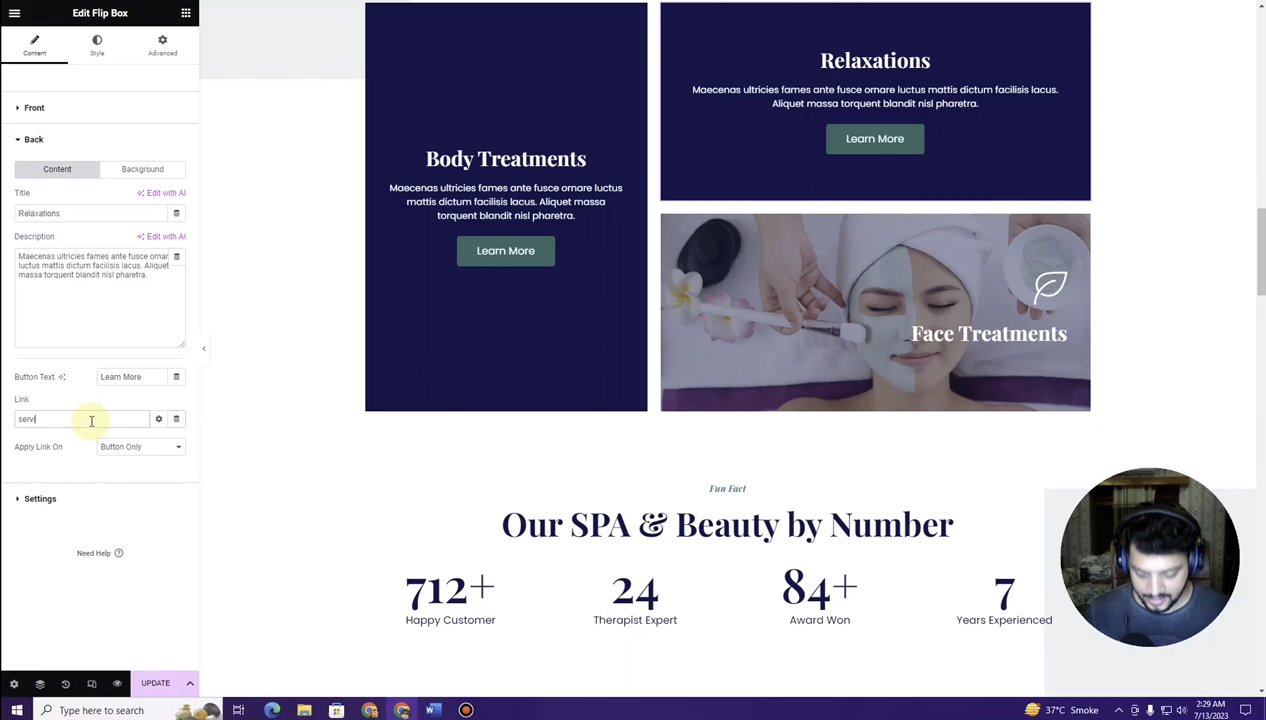 Edit Flip Box
Content
Style
Advanced
Front
Back
Content
Background
Title
Edit with AI
Relaxations
Description
Edit with AI
Maecenas ultricies fames ante fusce ornar
luctus mattis dictum facilisis lacus. Aliquet
massa torquent blandit nisl pharetra.
Button Text
Learn More
Link
servi
Apply Link On
Button Only
Settings
Need Help
UPDATE
Body Treatments
Maecenas ultricies fames ante fusce ornare luctus
mattis dictum facilisis lacus. Aliquet massa
torquent blandit nisl pharetra.
Learn More
Relaxations
Maecenas ultricies fames ante fusce ornare luctus mattis dictum facilisis lacus.
Aliquet massa torquent blandit nisl pharetra.
Learn More
Face Treatments
Fun Fact
Our SPA & Beauty by Number
712+
Happy Customer
24
Therapist Expert
84+
Award Won
7
Years Experienced
Type here to search
37°C Smoke
2:29 AM
7/13/2023